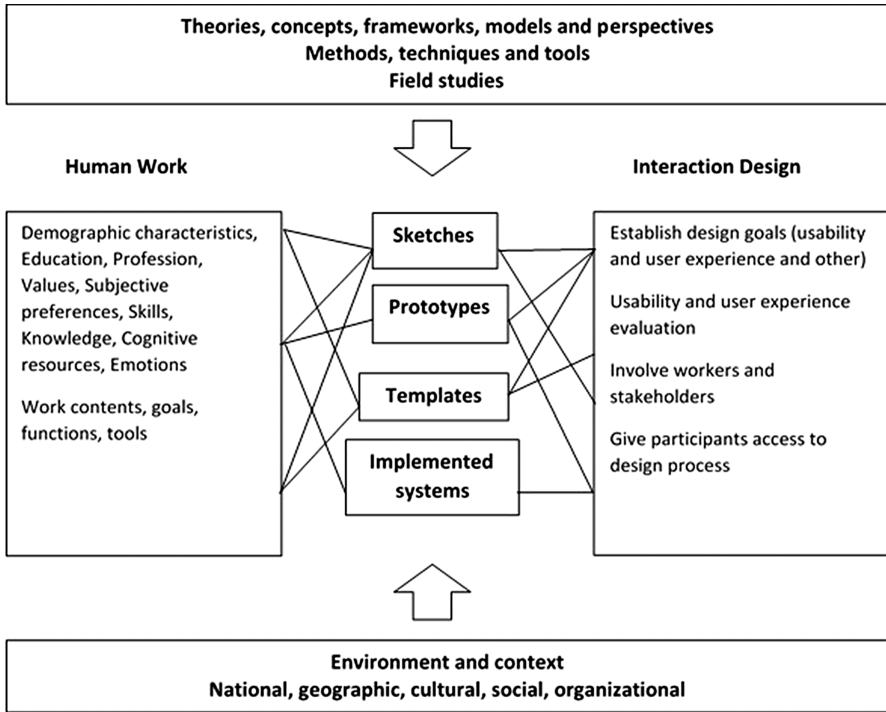 Theories, concepts, frameworks, models and perspectives
Methods, techniques and tools
Field studies
Human Work
Interaction Design
Demographic characteristics,
Education, Profession,
Values, Subjective
preferences, Skills,
Knowledge, Cognitive
resources, Emotions
Work contents, goals,
functions, tools
Sketches
Prototypes
Templates
Implemented
systems
Establish design goals (usability
and user experience and other)
Usability and user experience
evaluation
Involve workers and
stakeholders
Give participants access to
design process
Environment and context
National, geographic, cultural, social, organizational